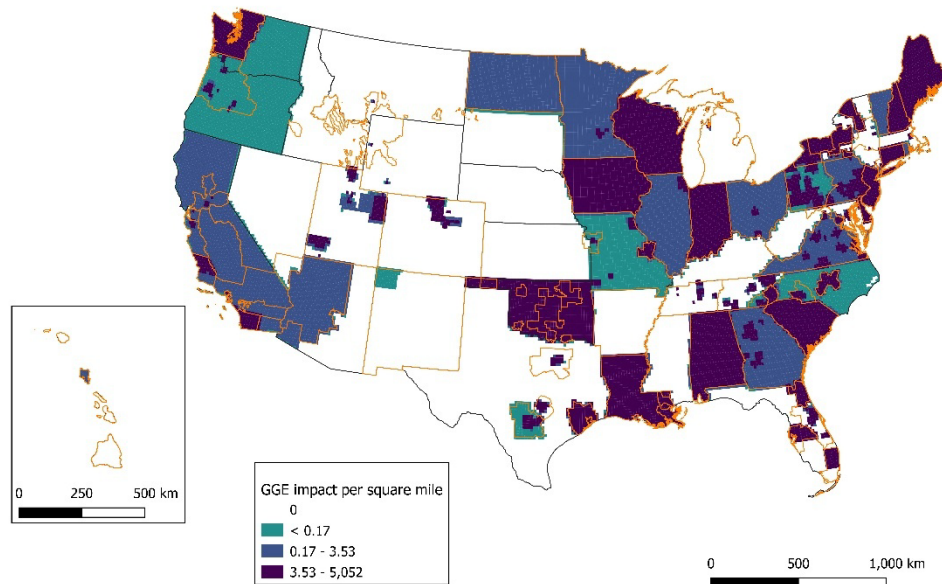 0 250 500 km
GGE impact per square mile
0
< 0.17
0.17 - 3.53
3.53 - 5,052
0 500 1,000 km